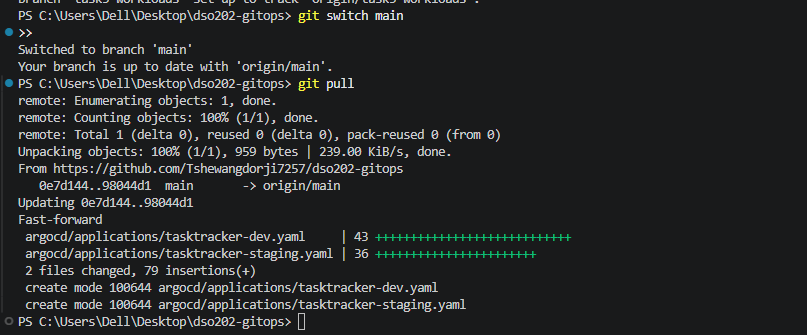 PS C:\Users\Dell\Desktop\dso202-gitops> git switch main
>>
Switched to branch 'main'
Your branch is up to date with 'origin/main'.
PS C:\Users\Dell\Desktop\dso202-gitops> git pull
remote: Enumerating objects: 1, done.
remote: Counting objects: 100% (1/1), done.
remote: Total 1 (delta 0), reused 0 (delta 0), pack-reused 0 (from 0)
Unpacking objects: 100% (1/1), 959 bytes | 239.00 KiB/s, done.
From https://github.com/Tshewangdorji7257/dso202-gitops
   0e7d144..98044d1  main       -> origin/main
Updating 0e7d144..98044d1
Fast-forward
 argocd/applications/tasktracker-dev.yaml     | 43 +++++++++++++++++++++++++++++
 argocd/applications/tasktracker-staging.yaml | 36 ++++++++++++++++++++++++
 2 files changed, 79 insertions(+)
 create mode 100644 argocd/applications/tasktracker-dev.yaml
 create mode 100644 argocd/applications/tasktracker-staging.yaml
PS C:\Users\Dell\Desktop\dso202-gitops>